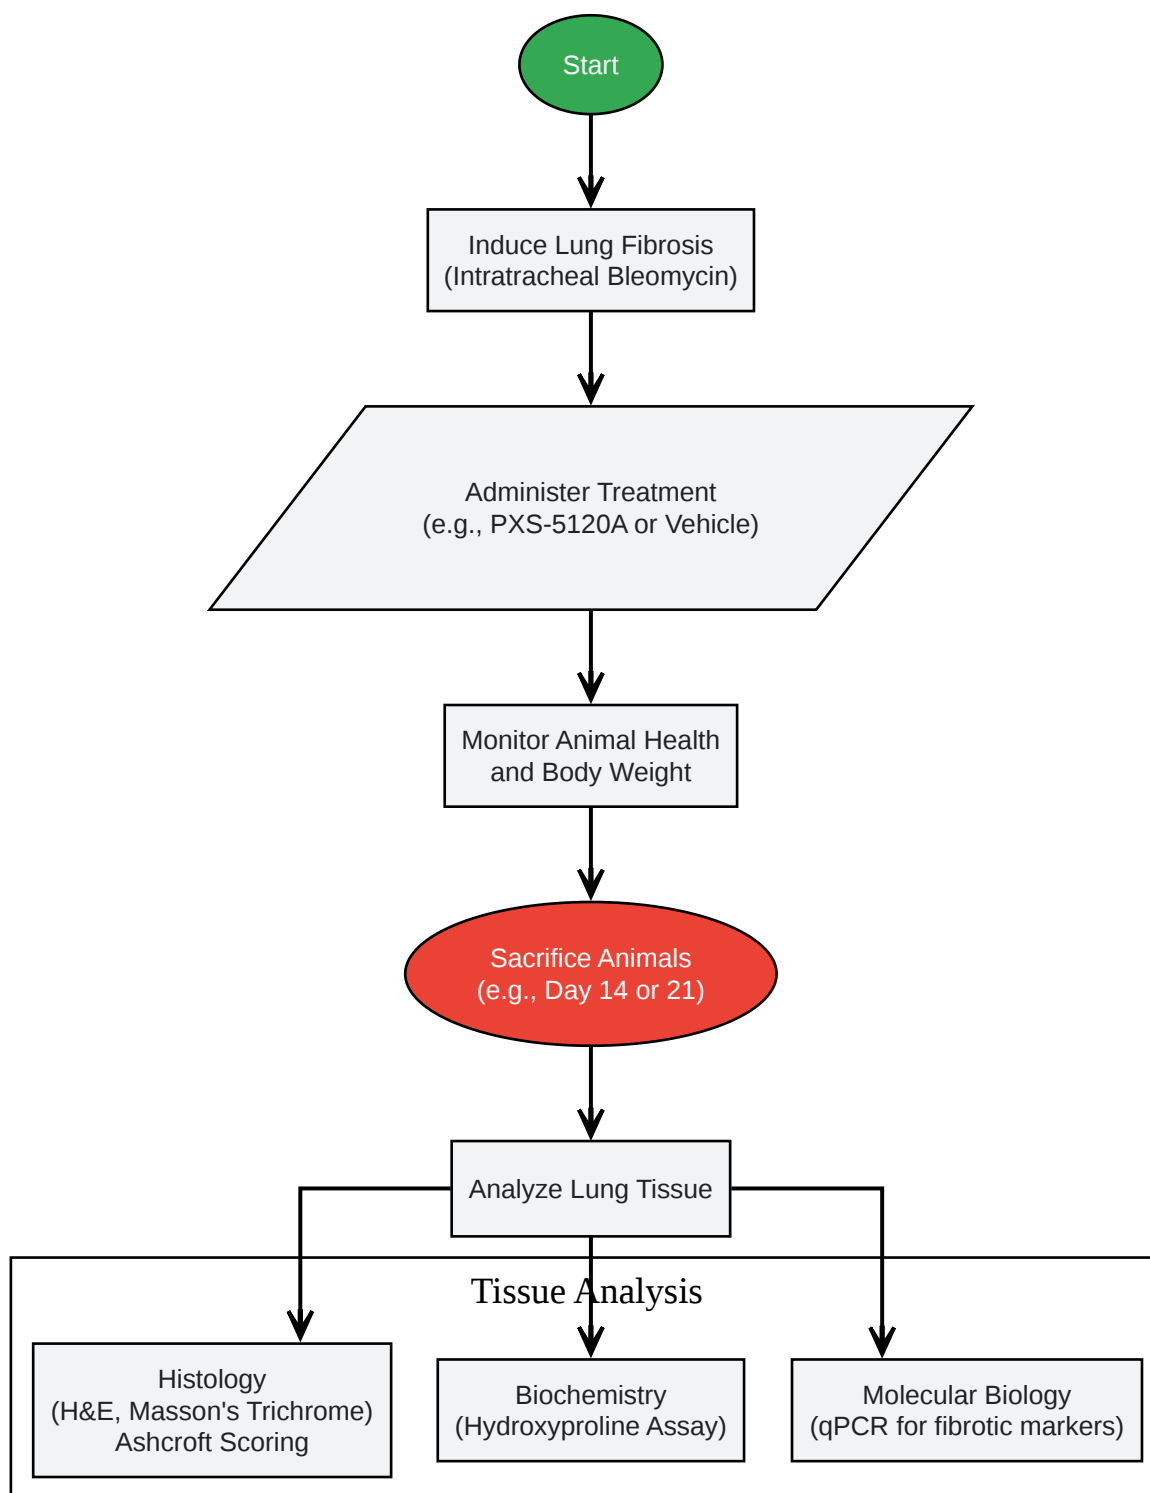 Start
Induce Lung Fibrosis
(Intratracheal Bleomycin)
Administer Treatment
(e.g., PXS-5120A or Vehicle)
Monitor Animal Health
and Body Weight
Sacrifice Animals
(e.g., Day 14 or 21)
Analyze Lung Tissue
Tissue Analysis
Histology
(H&E, Masson's Trichrome)
Ashcroft Scoring
Biochemistry
(Hydroxyproline Assay)
Molecular Biology
(qPCR for fibrotic markers)